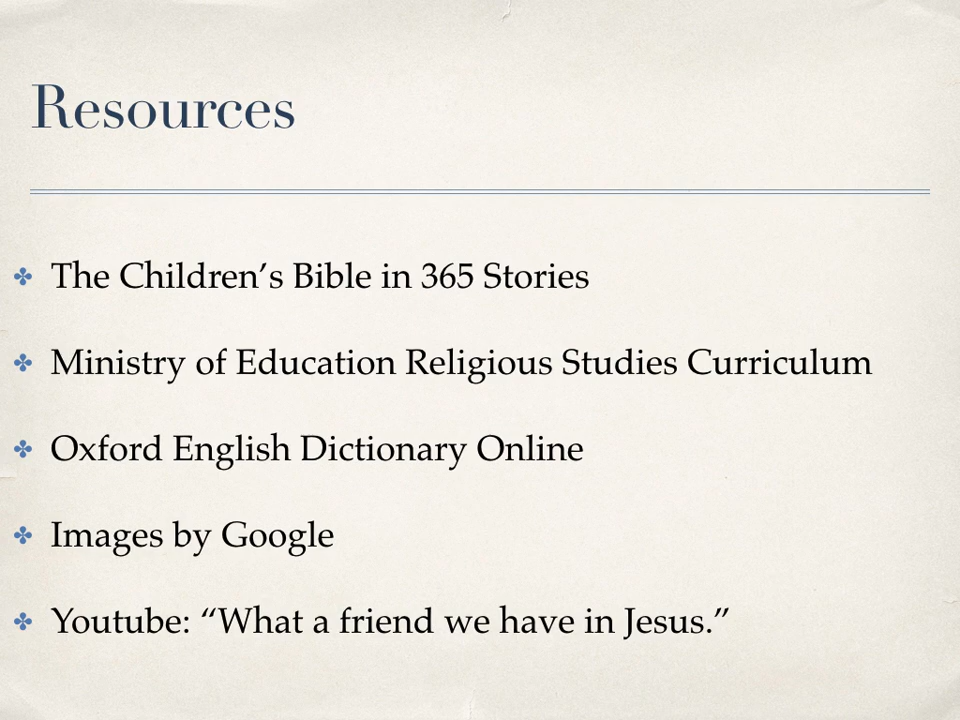 Resources
The Children’s Bible in 365 Stories
Ministry of Education Religious Studies Curriculum
Oxford English Dictionary Online
Images by Google
Youtube: “What a friend we have in Jesus.”